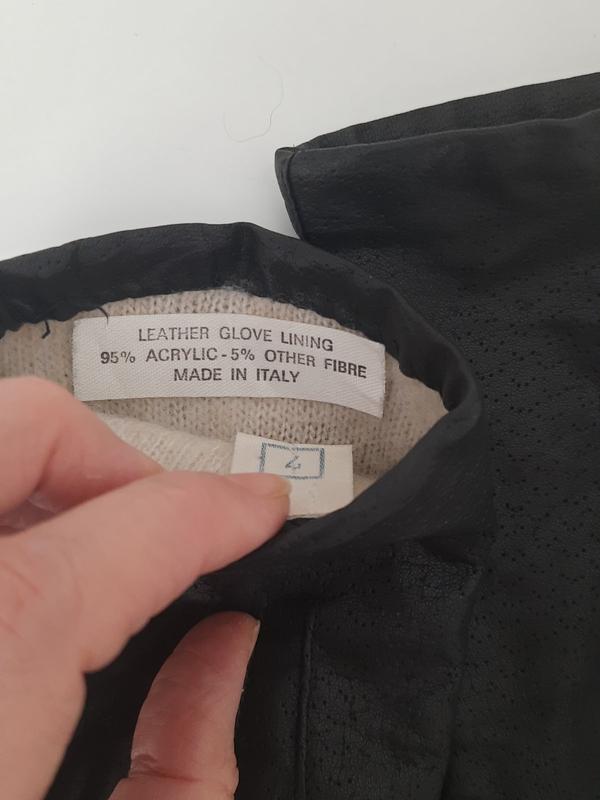 LEATHER GLOVE LINING
95% ACRYLIC - 5% OTHER FIBRE
MADE IN ITALY
4